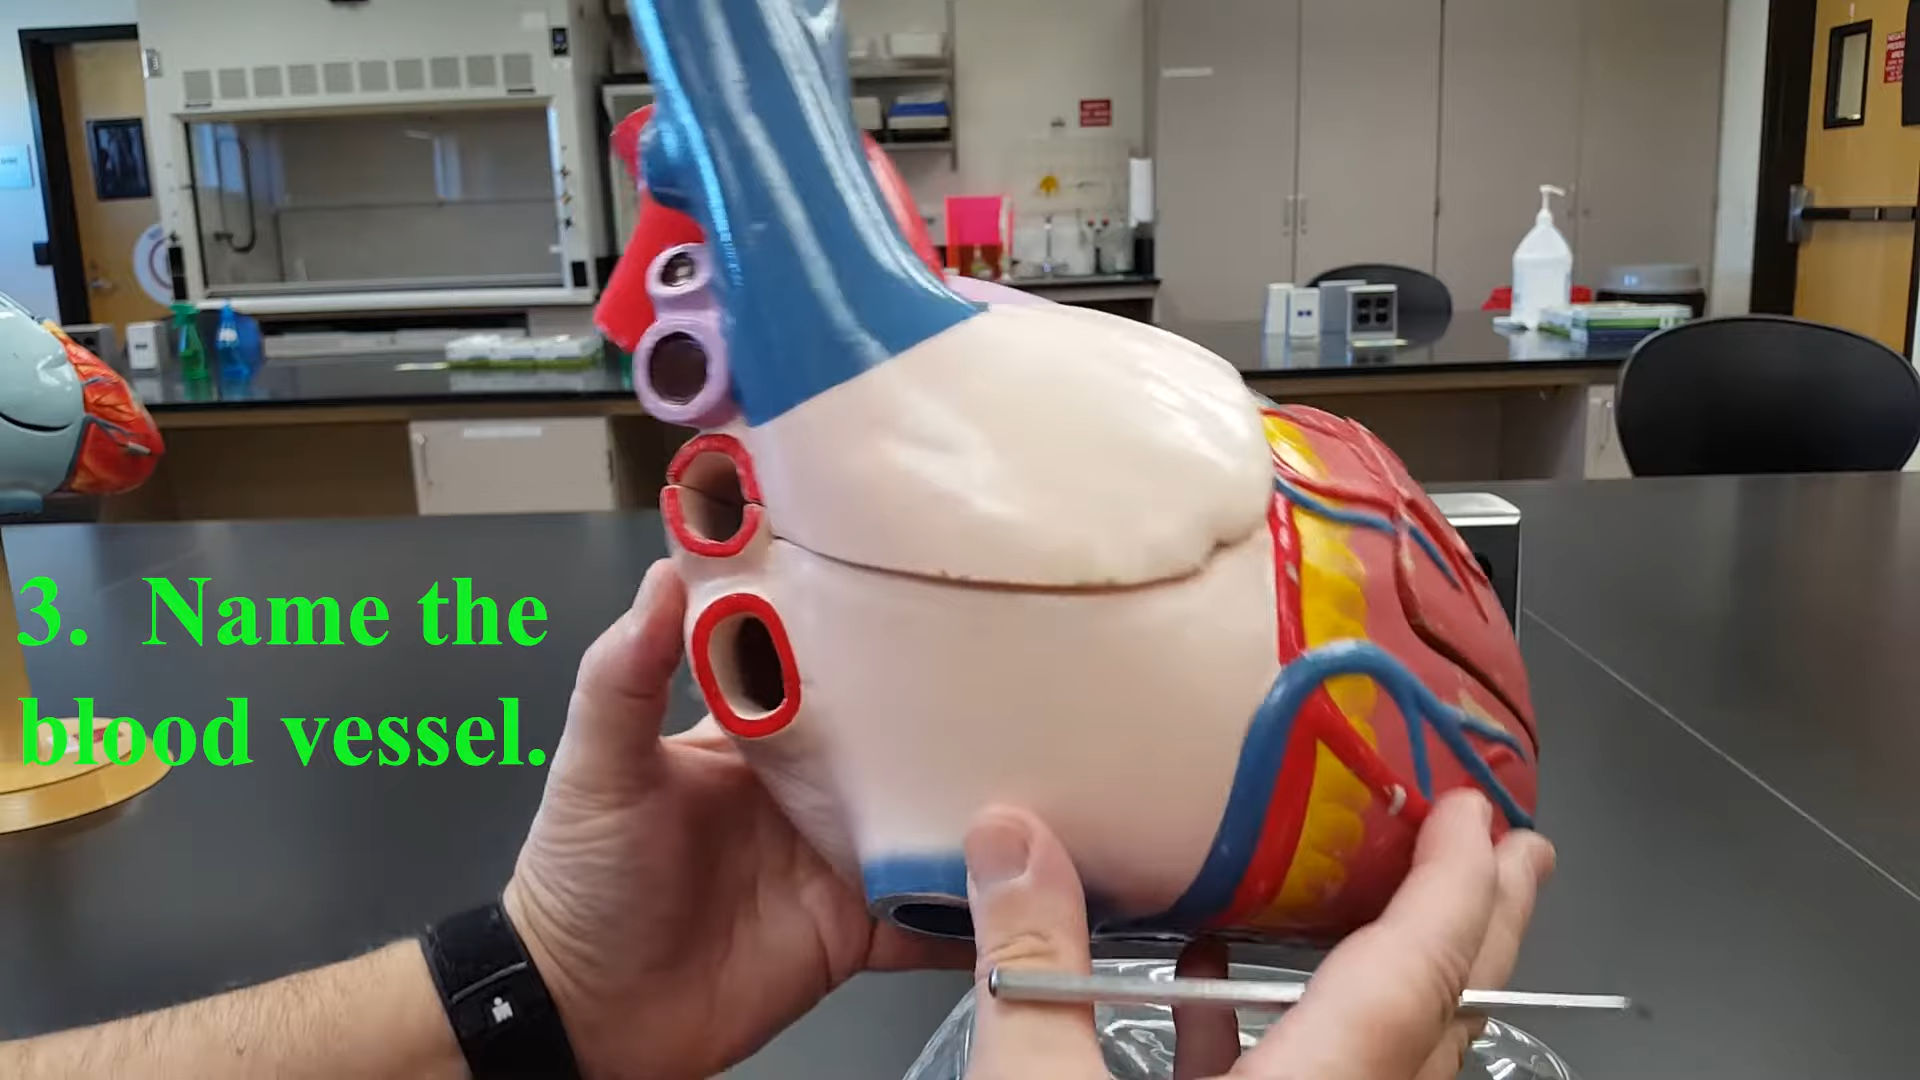 3. Name the
blood vessel.